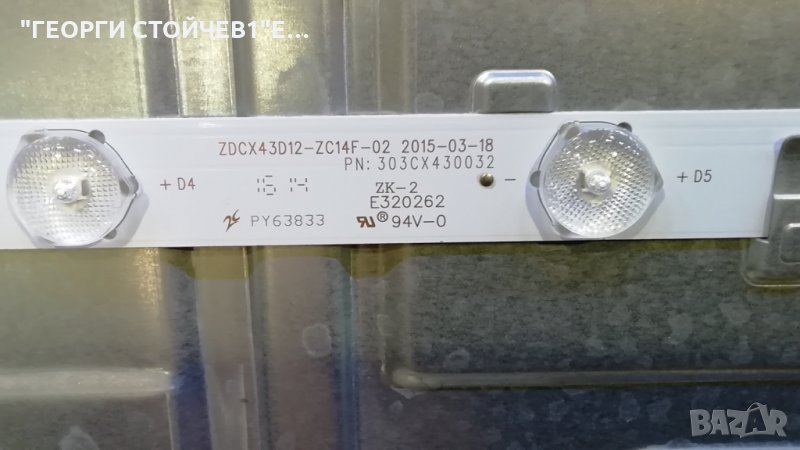 "ГЕОРГИ СТОЙЧЕВ1"Е...
ZDCX43D12-ZC14F-02 2015-03-18
PN: 303CX430032
+ D4
16 14
ZK-2
E320262
-
+ D5
PY63833
®94V-0
BAZAR